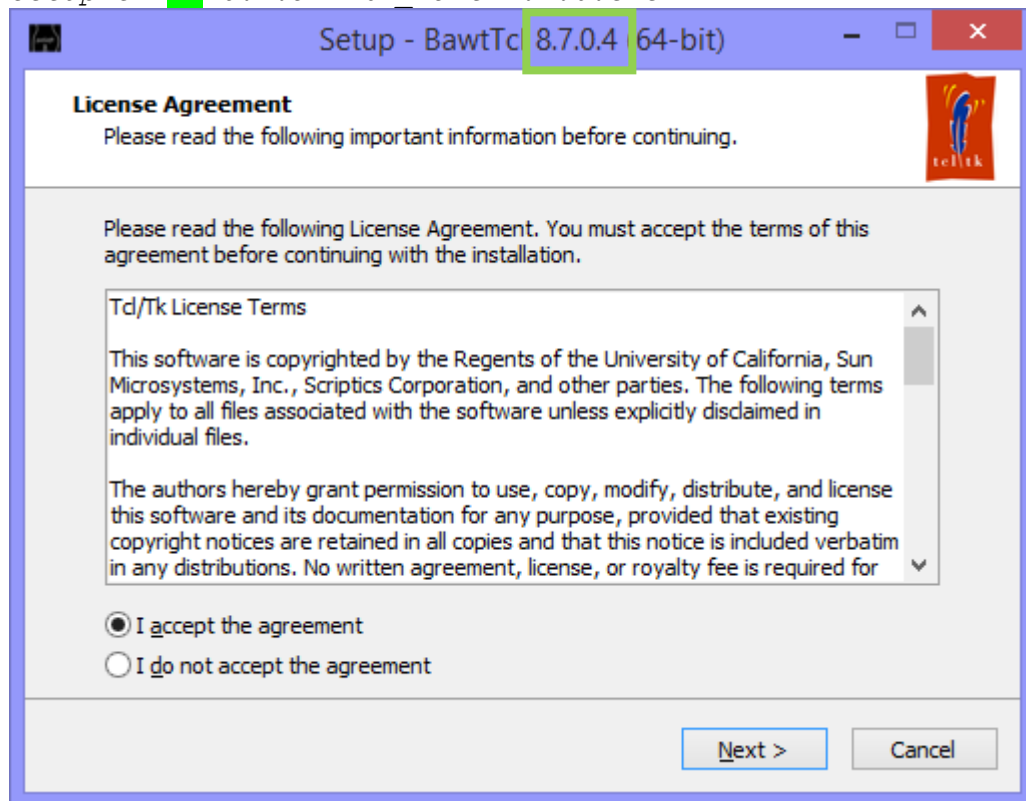 Setup - BawtTcl 8.7.0.4 (64-bit)
License Agreement
Please read the following important information before continuing.
tcl tk
Please read the following License Agreement. You must accept the terms of this
agreement before continuing with the installation.
Tcl/Tk License Terms
This software is copyrighted by the Regents of the University of California, Sun
Microsystems, Inc., Scriptics Corporation, and other parties. The following terms
apply to all files associated with the software unless explicitly disclaimed in
individual files.
The authors hereby grant permission to use, copy, modify, distribute, and license
this software and its documentation for any purpose, provided that existing
copyright notices are retained in all copies and that this notice is included verbatim
in any distributions. No written agreement, license, or royalty fee is required for
I accept the agreement
I do not accept the agreement
Next >
Cancel